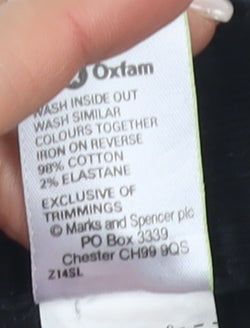 Oxfam
WASH INSIDE OUT
WASH SIMILAR
COLOURS TOGETHER
IRON ON REVERSE
98% COTTON
2% ELASTANE
EXCLUSIVE OF
TRIMMINGS
© Marks and Spencer plc
PO Box 3339
Chester CH99 9QS
Z14SL